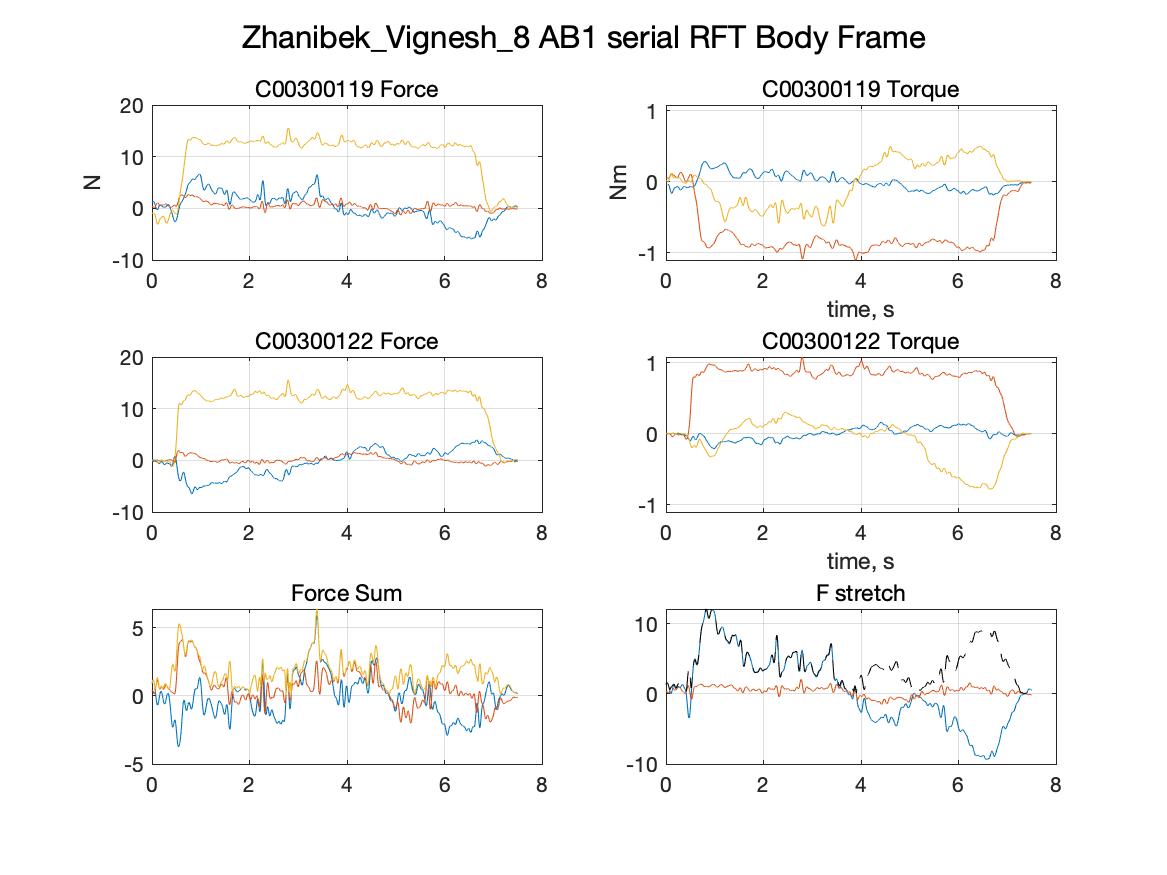 Zhanibek_Vignesh_8 AB1 serial RFT Body Frame
C00300119 Force
20
10
0
-10
N
0 2 4 6 8
C00300119 Torque
1
0
-1
Nm
0 2 4 6 8
time, s
C00300122 Force
20
10
0
-10
0 2 4 6 8
C00300122 Torque
1
0
-1
0 2 4 6 8
time, s
Force Sum
5
0
-5
0 2 4 6 8
F stretch
10
0
-10
0 2 4 6 8